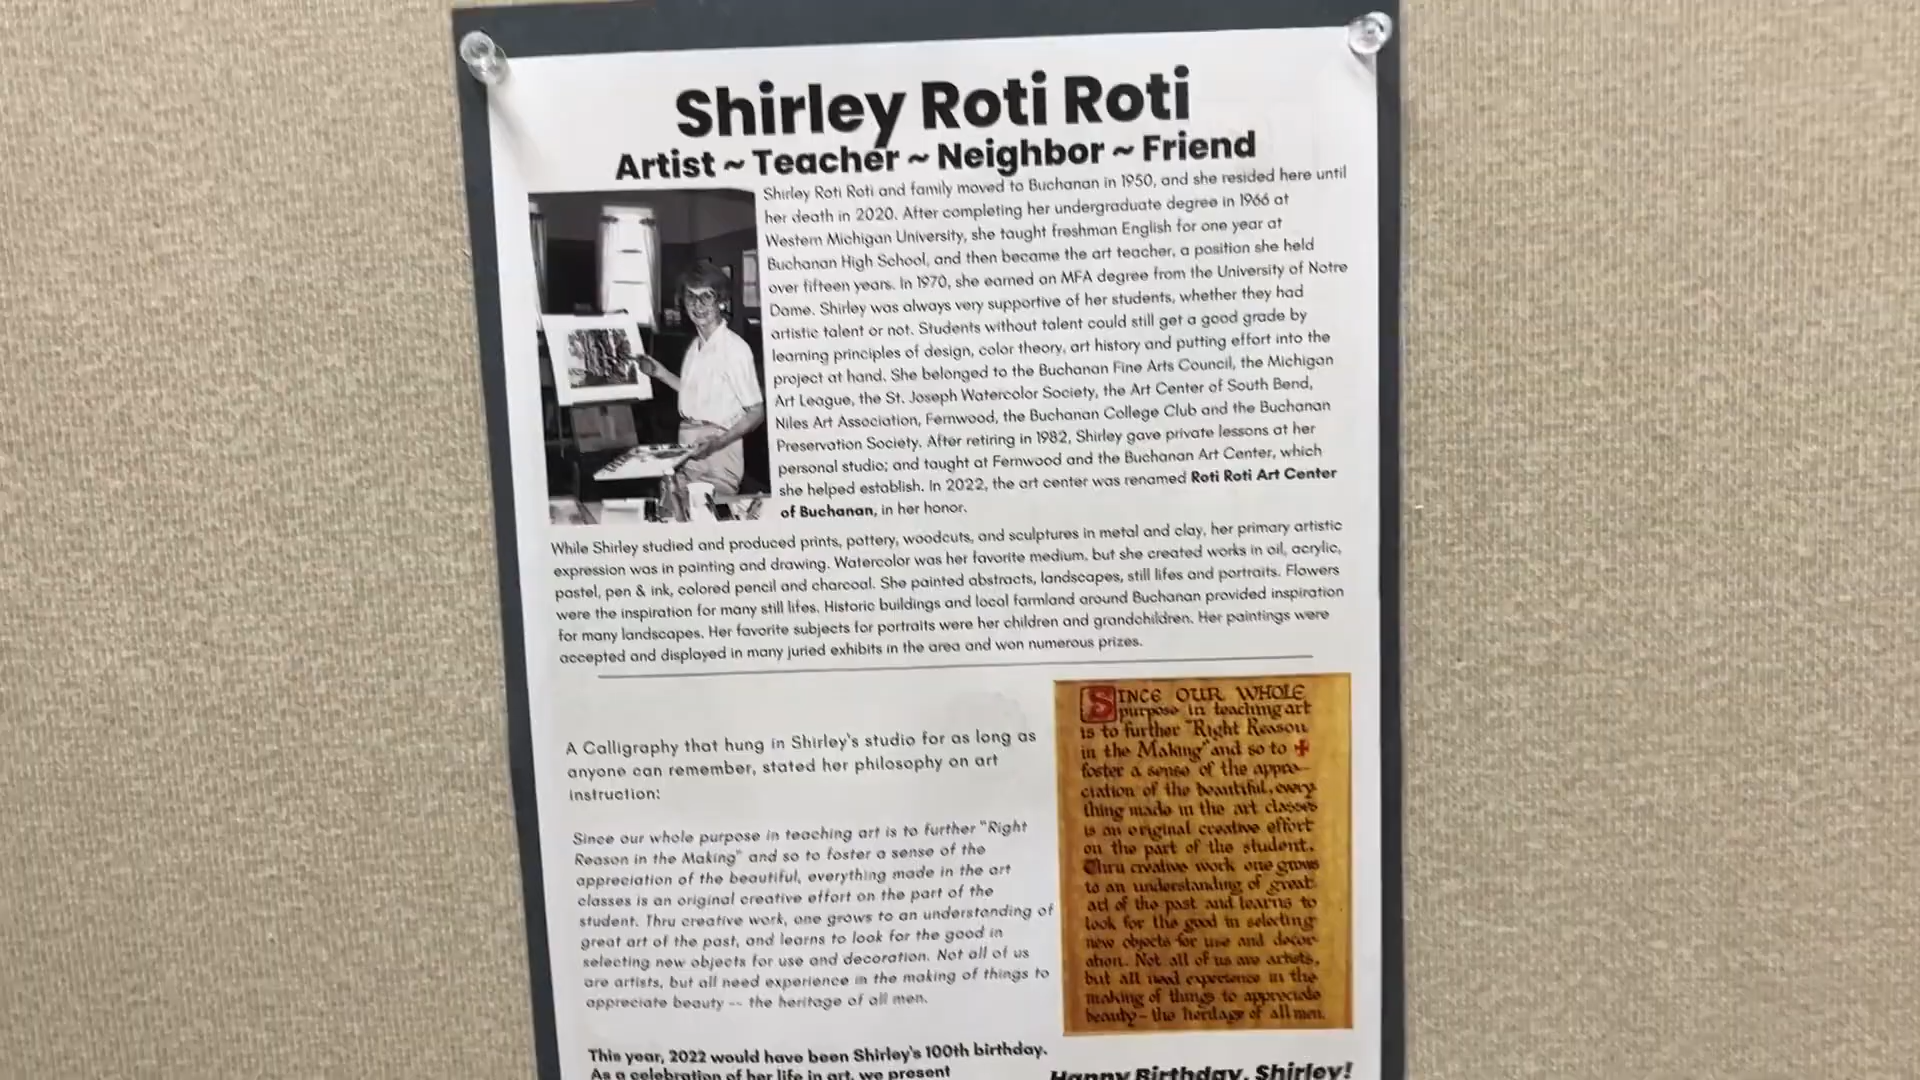 Shirley Roti Roti
Artist ~ Teacher ~ Neighbor ~ Friend
Shirley Roti Roti and family moved to Buchanan in 1950, and she resided here until
her death in 2020. After completing her undergraduate degree in 1966 at
Western Michigan University, she taught freshman English for one year at
Buchanan High School, and then became the art teacher, a position she held
over fifteen years. In 1970, she earned an MFA degree from the University of Notre
Dame. Shirley was always very supportive of her students, whether they had
artistic talent or not. Students without talent could still get a good grade by
learning principles of design, color theory, art history and putting effort into the
project at hand. She belonged to the Buchanan Fine Arts Council, the Michigan
Art League, the St. Joseph Watercolor Society, the Art Center of South Bend,
Niles Art Association, Fernwood, the Buchanan College Club and the Buchanan
Preservation Society. After retiring in 1982, Shirley gave private lessons at her
personal studio; and taught at Fernwood and the Buchanan Art Center, which
she helped establish. In 2022, the art center was renamed Roti Roti Art Center
of Buchanan, in her honor.
While Shirley studied and produced prints, pottery, woodcuts, and sculptures in metal and clay, her primary artistic
expression was in painting and drawing. Watercolor was her favorite medium, but she created works in oil, acrylic,
pastel, pen & ink, colored pencil and charcoal. She painted abstracts, landscapes, still lifes and portraits. Flowers
were the inspiration for many still lifes. Historic buildings and local farmland around Buchanan provided inspiration
for many landscapes. Her favorite subjects for portraits were her children and grandchildren. Her paintings were
accepted and displayed in many juried exhibits in the area and won numerous prizes.
A Calligraphy that hung in Shirley's studio for as long as
anyone can remember, stated her philosophy on art
instruction:
Since our whole purpose in teaching art is to further "Right
Reason in the Making" and so to foster a sense of the
appreciation of the beautiful, everything made in the art
classes is an original creative effort on the part of the
student. Thru creative work, one grows to an understanding of
great art of the past, and learns to look for the good in
selecting new objects for use and decoration. Not all of us
are artists, but all need experience in the making of things to
appreciate beauty -- the heritage of all men.
SINCE OUR WHOLE
purpose in teaching art
is to further "Right Reason
in the Making" and so to
foster a sense of the appre-
ciation of the beautiful, every
thing made in the art classes
is an original creative effort
on the part of the student.
Thru creative work one grows
to an understanding of great
art of the past and learns to
look for the good in selecting
new objects for use and decor-
ation. Not all of us are artists,
but all need experience in the
making of things to appreciate
beauty - the heritage of all men.
This year, 2022 would have been Shirley's 100th birthday.
As a celebration of her life in art, we present
Happy Birthday, Shirley!